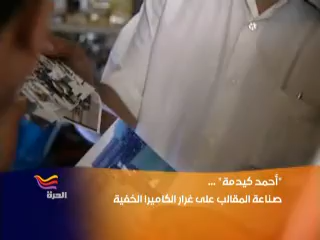 "أحمد كيدمة" ...
صناعة المقالب على غرار الكاميرا الخفية
الحرة